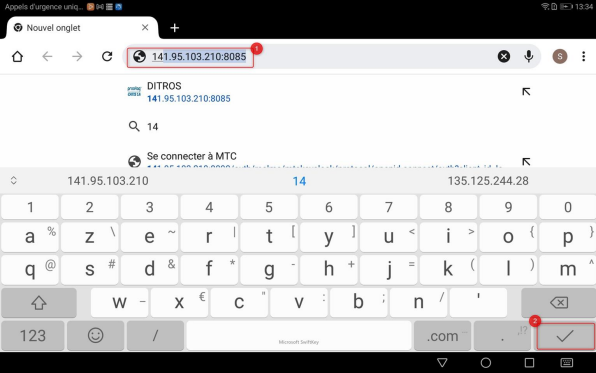 Appels d'urgence uniq... 13:34
Nouvel onglet × +
141.95.103.210:8085 1 S
DITROS
141.95.103.210:8085
14
Se connecter à MTC
141.95.103.210 14 135.125.244.28
1 2 3 4 5 6 7 8 9 0
a % z \ e ~ r | t [ y ] u < i > o { p }
q @ s # d & f * g - h + j = k ( l ) m ^
w _ x € c " v : b ; n / '
123 / .com . ,!? 2
Microsoft SwiftKey